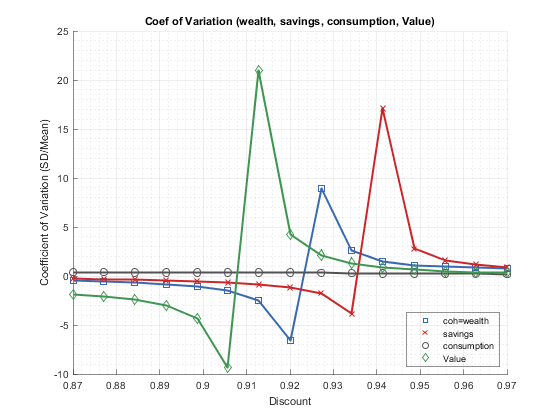 Coef of Variation (wealth, savings, consumption, Value)
25
20
15
10
5
0
-5
-10
Coefficient of Variation (SD/Mean)
0.87 0.88 0.89 0.9 0.91 0.92 0.93 0.94 0.95 0.96 0.97
Discount
coh=wealth
savings
consumption
Value